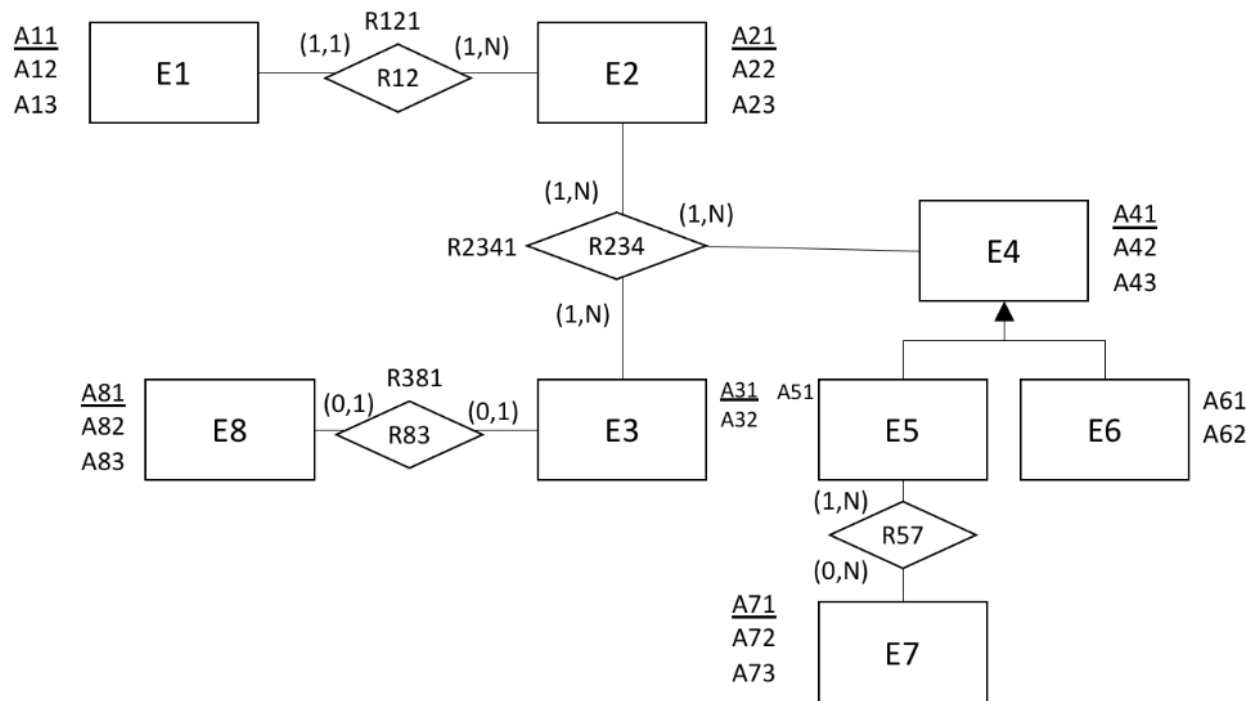 A11
A12
A13
E1
(1,1)
R121
R12
(1,N)
E2
A21
A22
A23
(1,N)
(1,N)
R2341
R234
(1,N)
E4
A41
A42
A43
A81
A82
A83
E8
(0,1)
R381
R83
(0,1)
E3
A31
A32
A51
E5
E6
A61
A62
(1,N)
R57
(0,N)
A71
A72
A73
E7